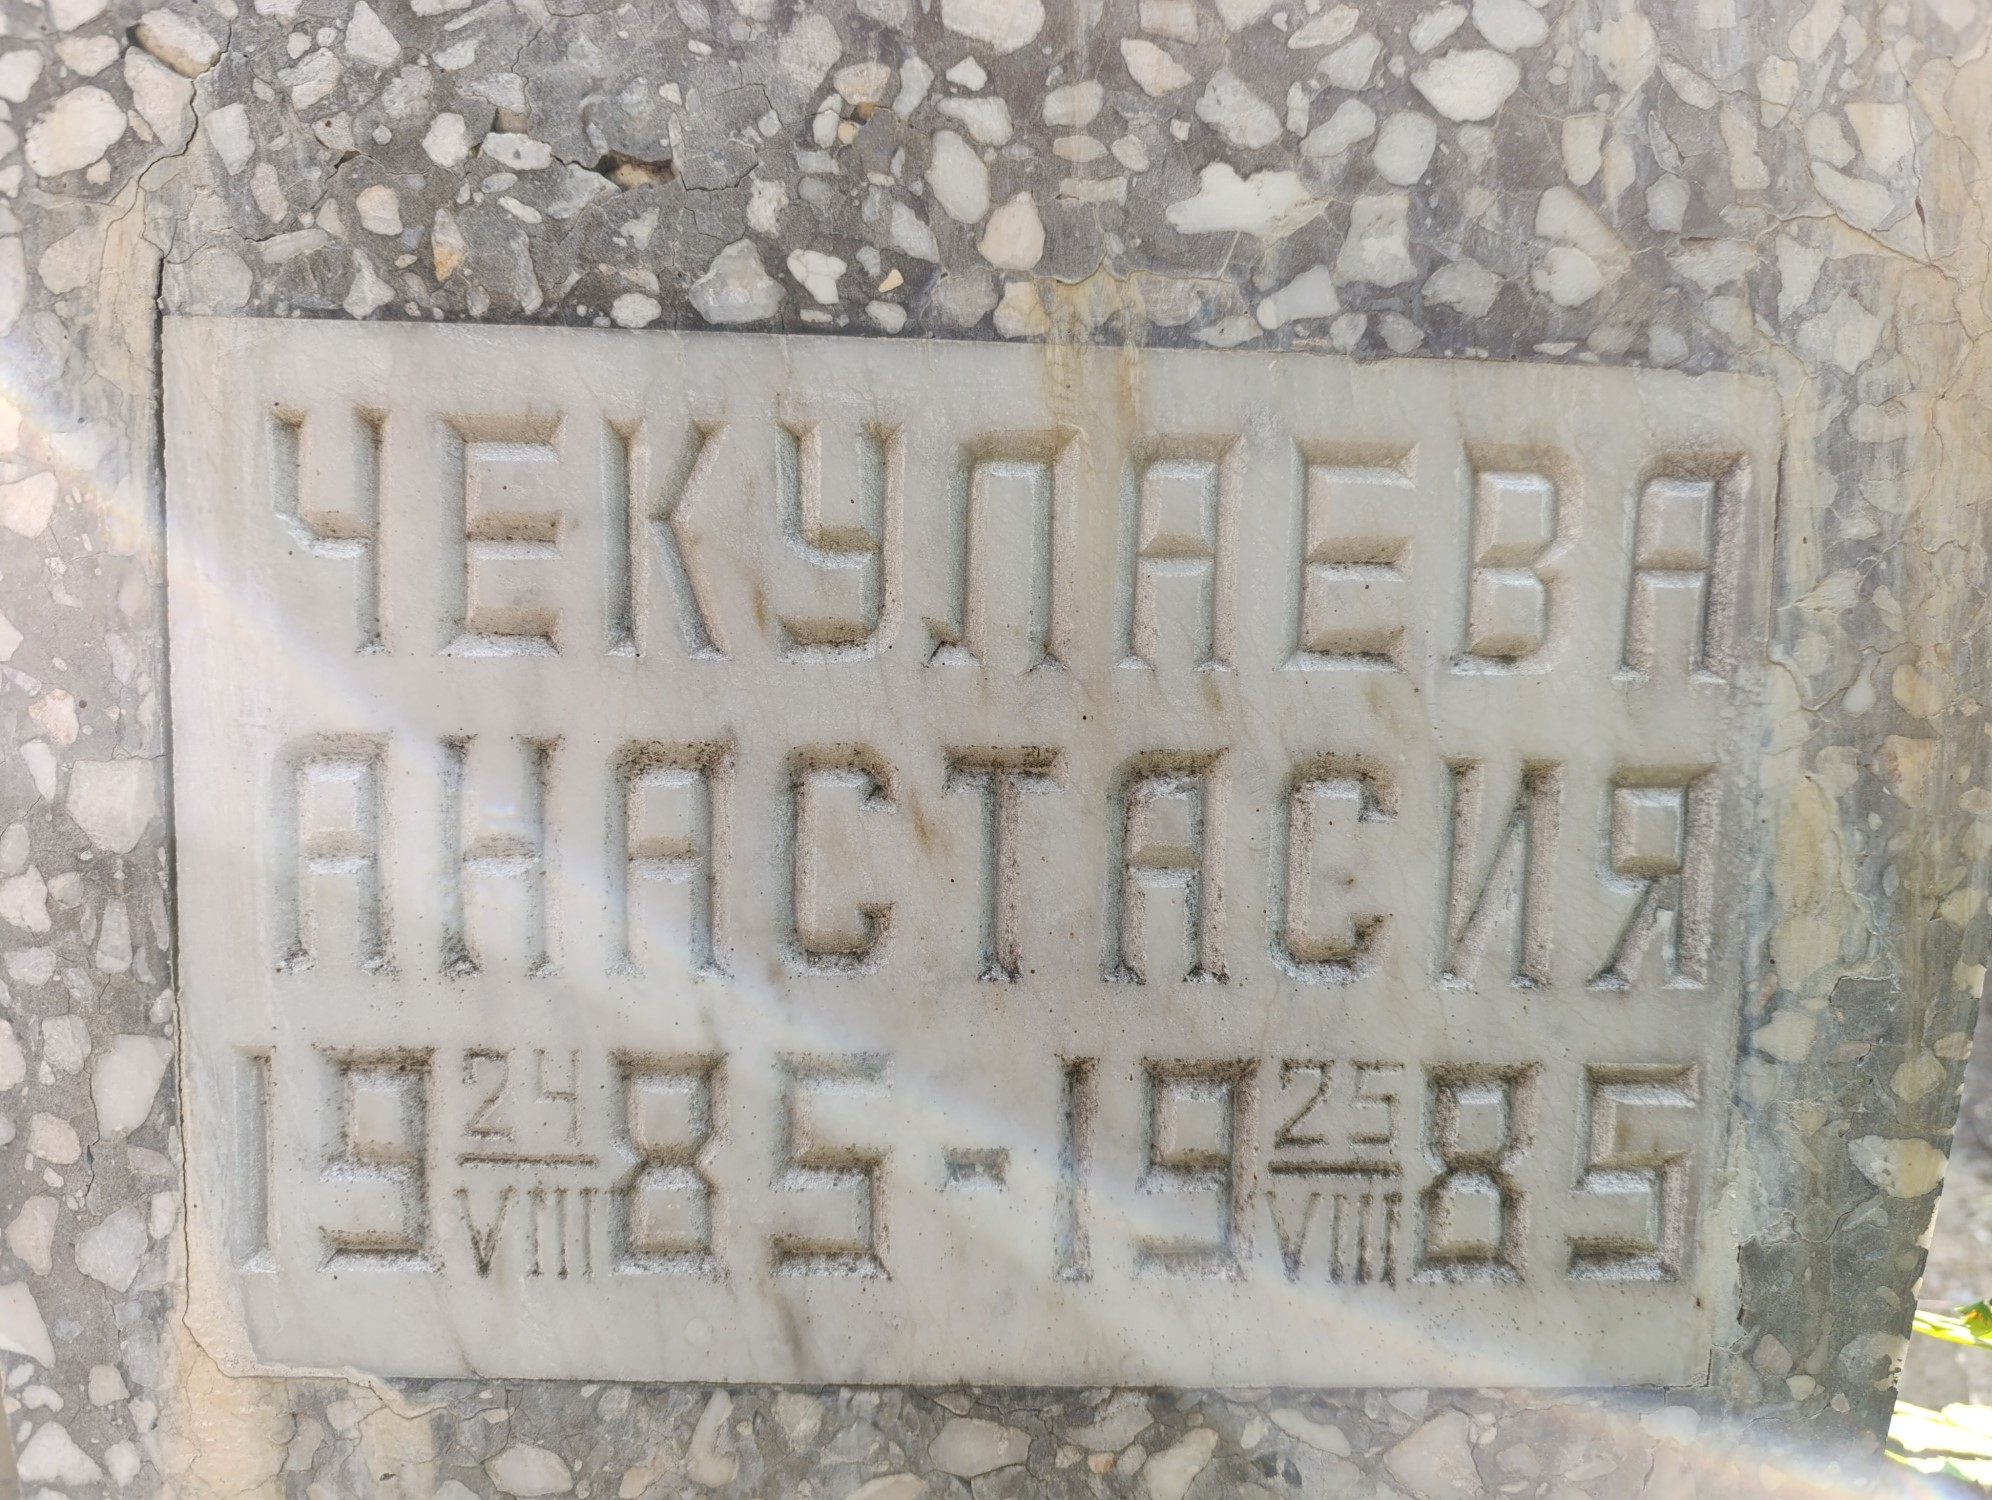 ЧЕКУЛАЕВА
АНАСТАСИЯ
19 24/VIII 85 - 19 25/VIII 85